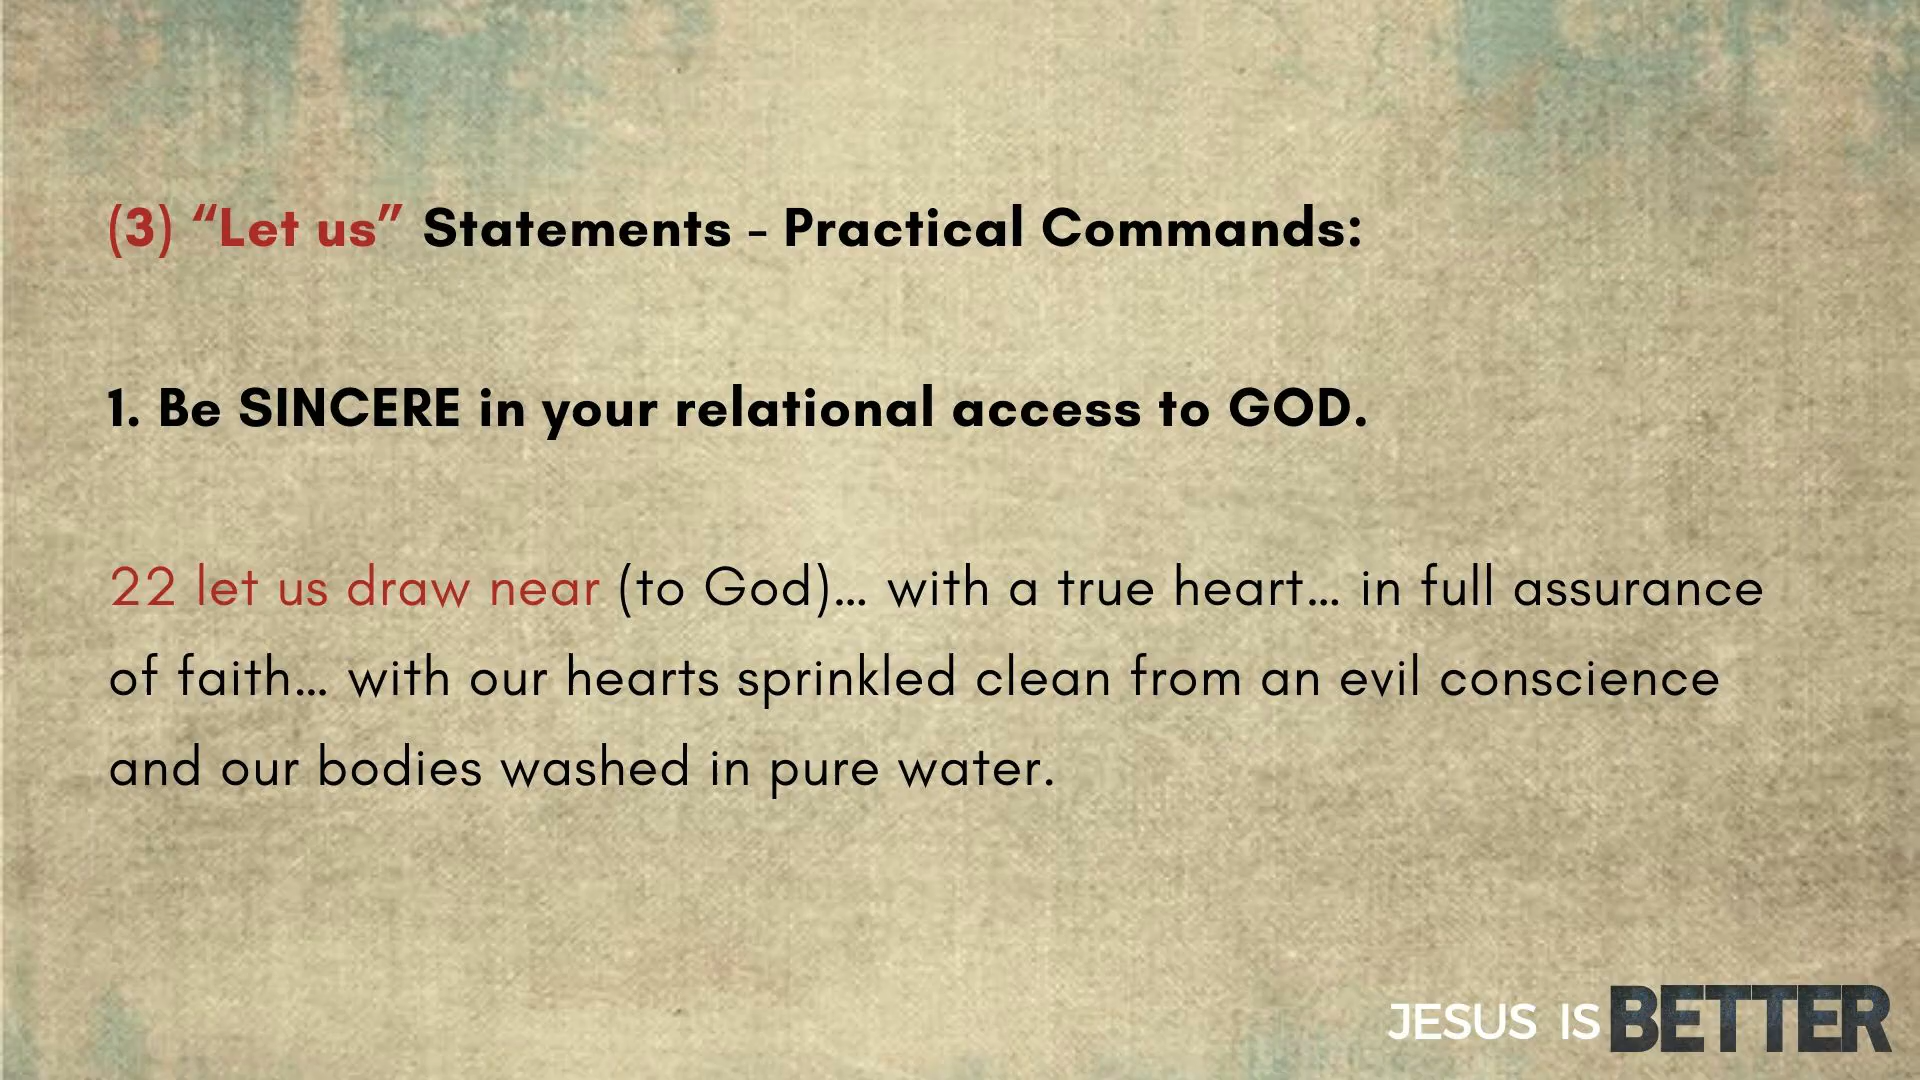 (3) “Let us” Statements - Practical Commands:
1. Be SINCERE in your relational access to GOD.
22 let us draw near (to God)... with a true heart... in full assurance
of faith... with our hearts sprinkled clean from an evil conscience
and our bodies washed in pure water.
JESUS IS BETTER